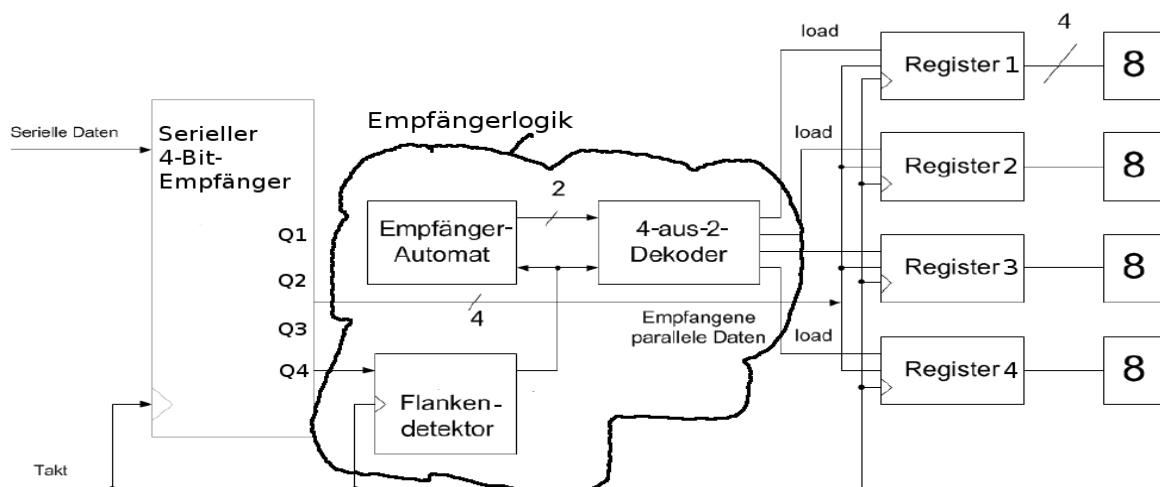 Serielle Daten
Serieller
4-Bit-
Empfänger
Q1
Q2
Q3
Q4
Takt
Empfängerlogik
Empfänger-
Automat
2
4-aus-2-
Dekoder
4
Empfangene
parallele Daten
Flanken-
detektor
load
Register 1
4
8
load
Register 2
8
Register 3
8
load
Register 4
8